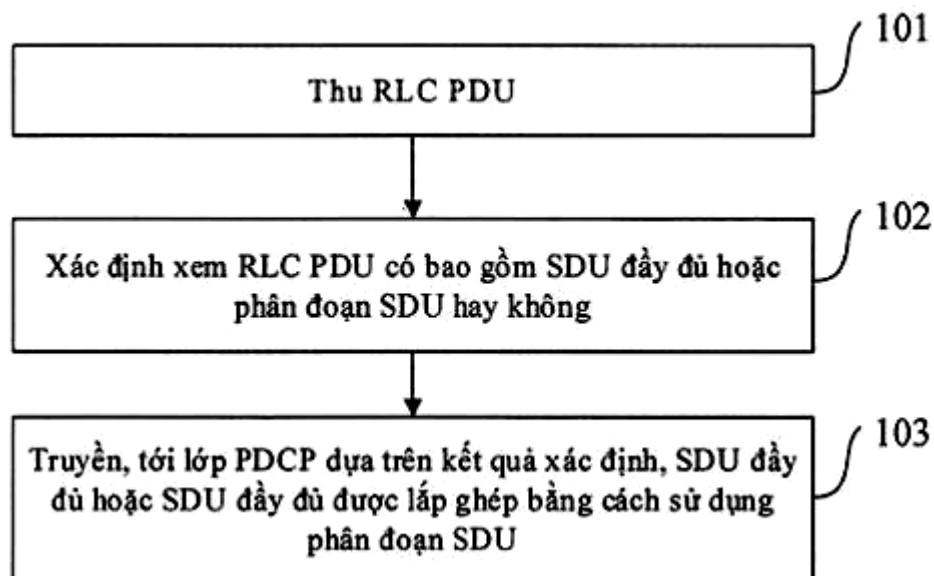 101
Thu RLC PDU
102
Xác định xem RLC PDU có bao gồm SDU đầy đủ hoặc
phân đoạn SDU hay không
103
Truyền, tới lớp PDCP dựa trên kết quả xác định, SDU đầy
đủ hoặc SDU đầy đủ được lắp ghép bằng cách sử dụng
phân đoạn SDU